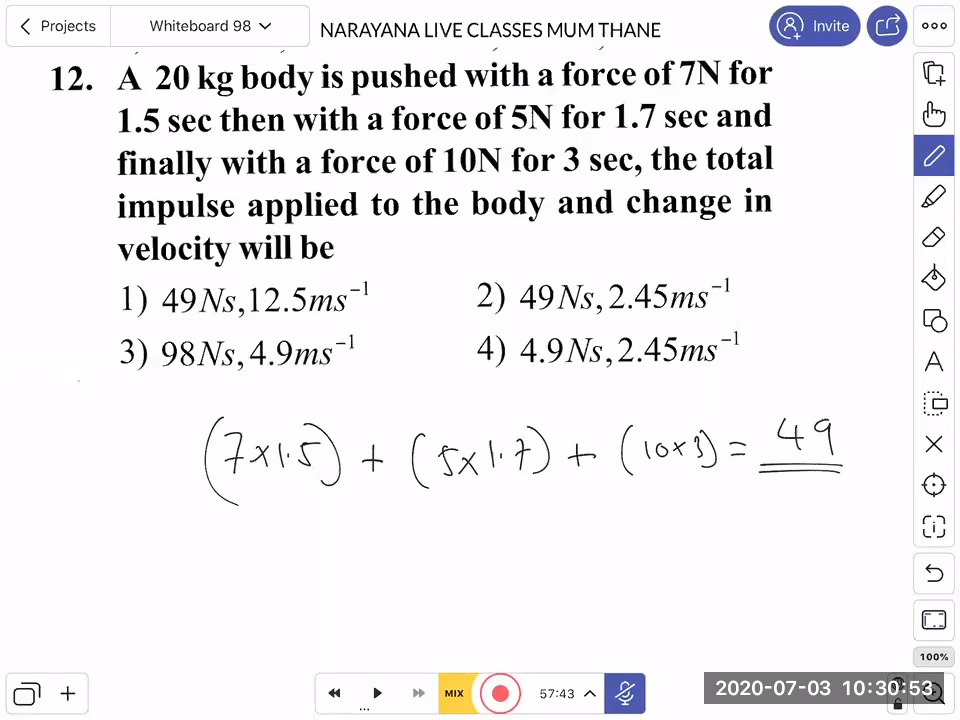 Projects Whiteboard 98 NARAYANA LIVE CLASSES MUM THANE Invite
12. A 20 kg body is pushed with a force of 7N for
1.5 sec then with a force of 5N for 1.7 sec and
finally with a force of 10N for 3 sec, the total
impulse applied to the body and change in
velocity will be
1) 49Ns,12.5ms⁻¹ 2) 49Ns,2.45ms⁻¹
3) 98Ns,4.9ms⁻¹ 4) 4.9Ns,2.45ms⁻¹
(7×1.5) + (5×1.7) + (10×3) = 49
100%
MIX 57:43 2020-07-03 10:30:53